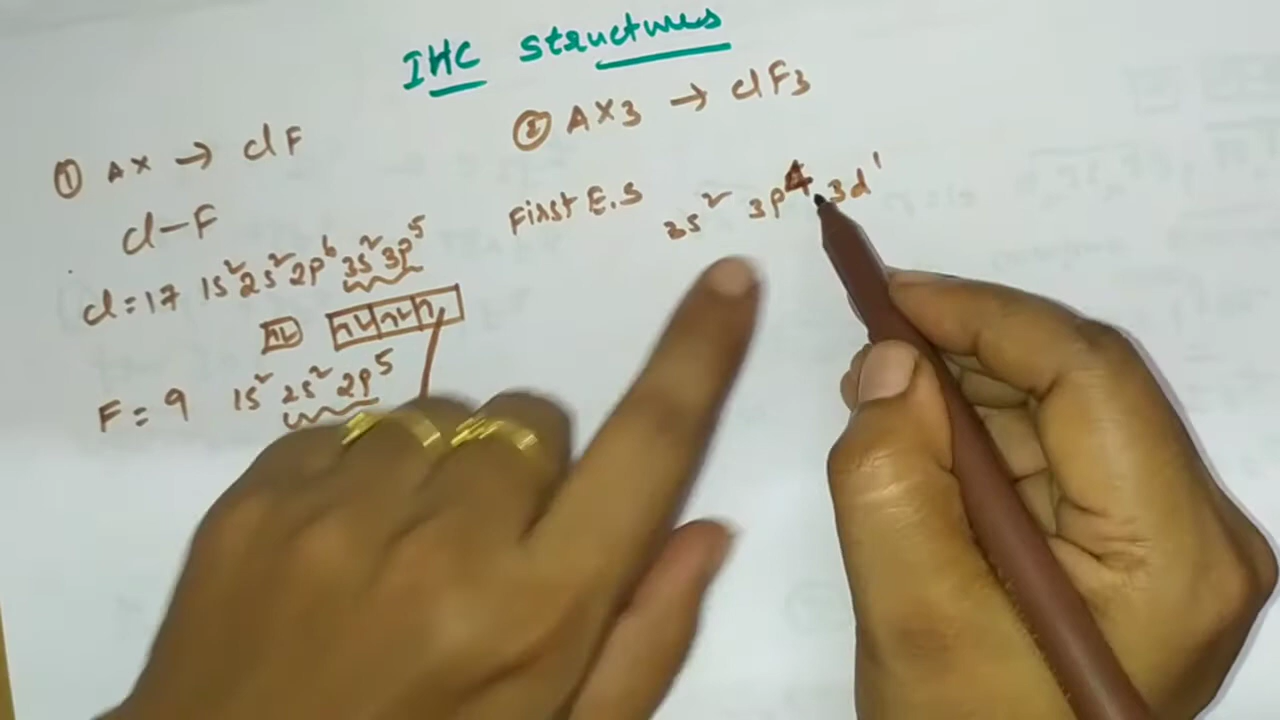 IHC structures
① AX → ClF
Cl-F
Cl = 17 1s² 2s² 2p⁶ 3s² 3p⁵
F = 9 1s² 2s² 2p⁵
② AX3 → ClF3
First E.S 3s² 3p⁴ 3d¹